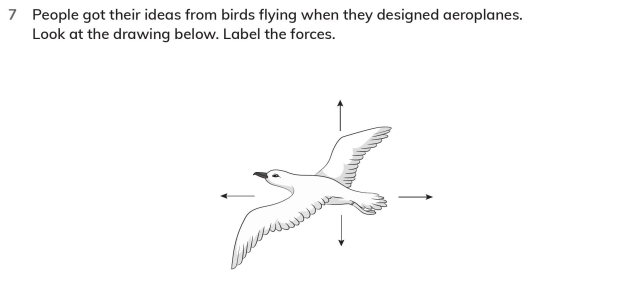 7 People got their ideas from birds flying when they designed aeroplanes.
Look at the drawing below. Label the forces.